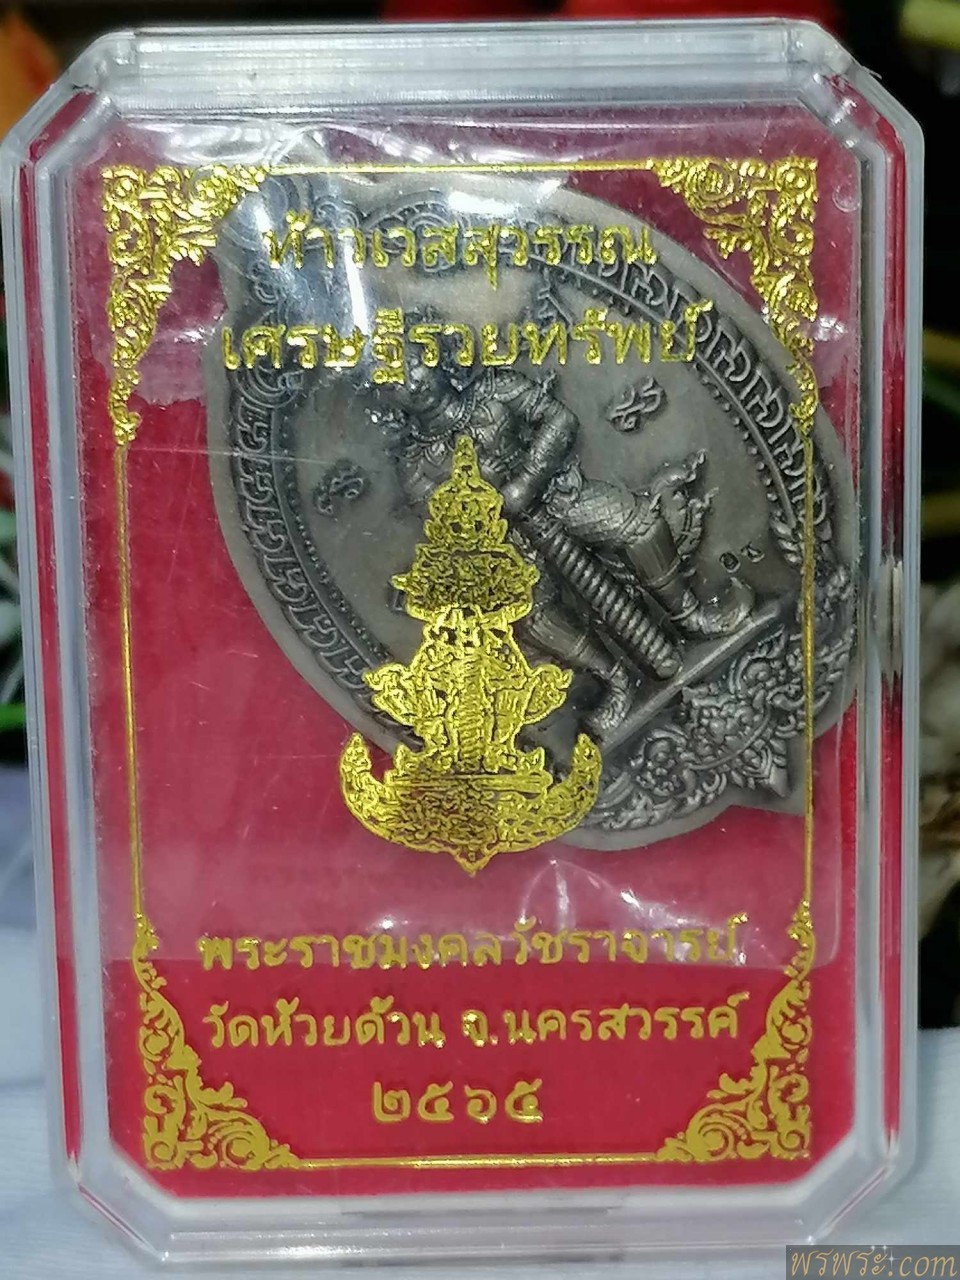 ท้าวเวสสุวรรณ
เศรษฐีรวยทรัพย์
พระราชมงคลวัชราจารย์
วัดห้วยด้วน จ.นครสวรรค์
๒๕๖๕
พรพระ.com